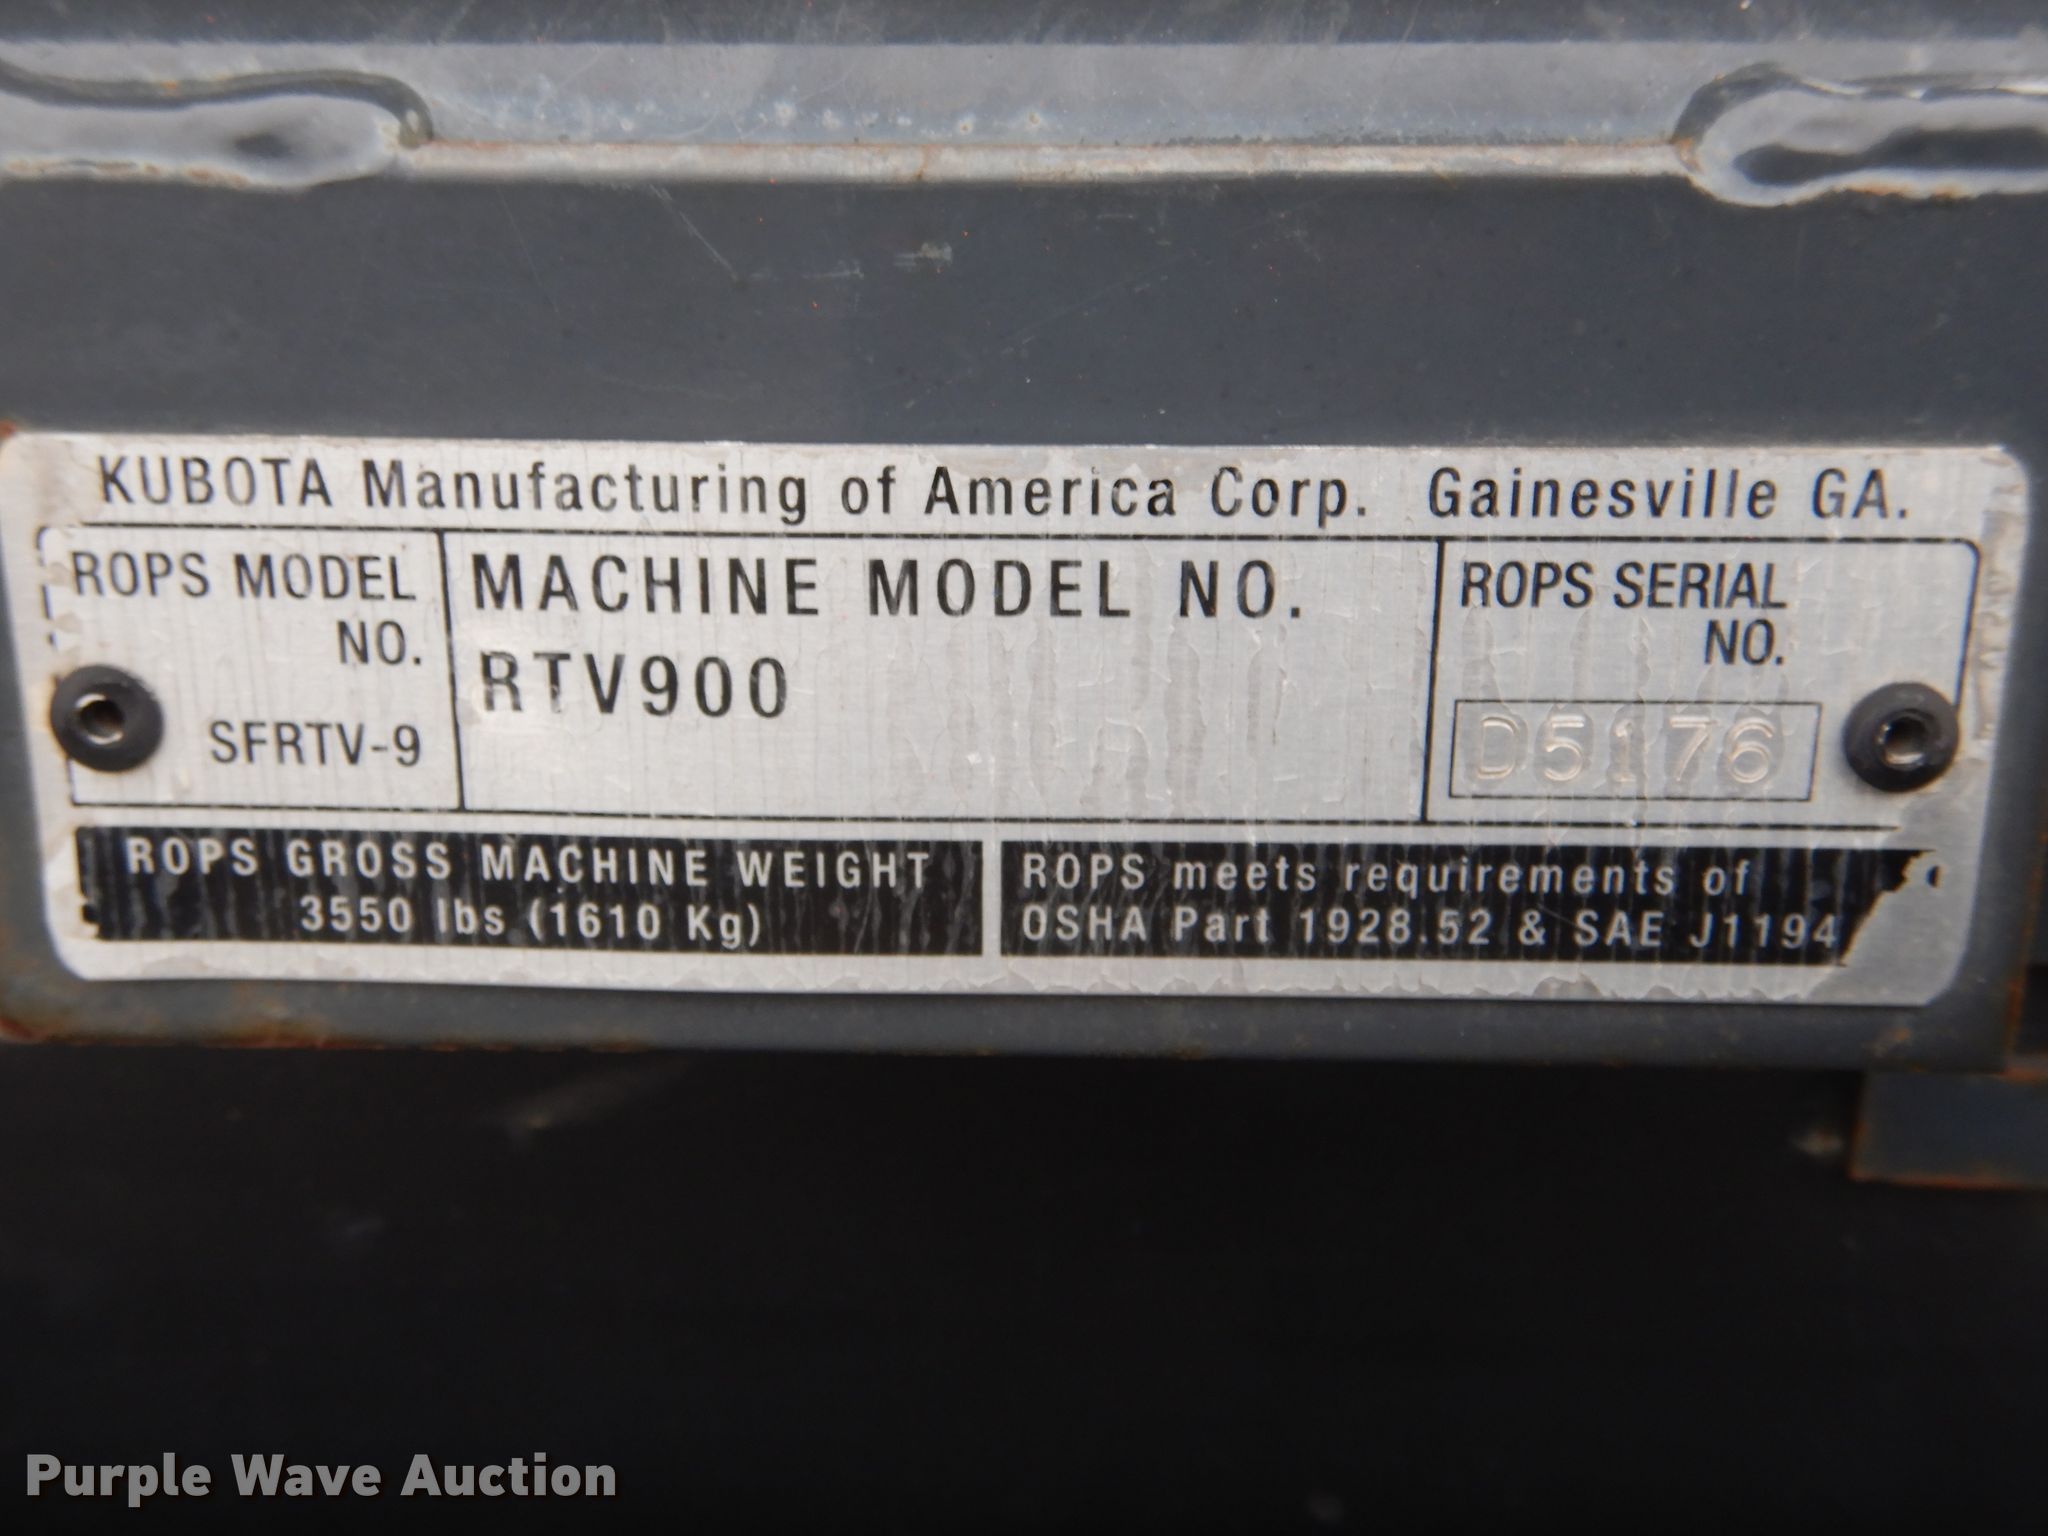 KUBOTA Manufacturing of America Corp. Gainesville GA.
ROPS MODEL
NO.
SFRTV-9
MACHINE MODEL NO.
RTV900
ROPS SERIAL
NO.
D5176
ROPS GROSS MACHINE WEIGHT
3550 lbs (1610 Kg)
ROPS meets requirements of
OSHA Part 1928.52 & SAE J1194
Purple Wave Auction